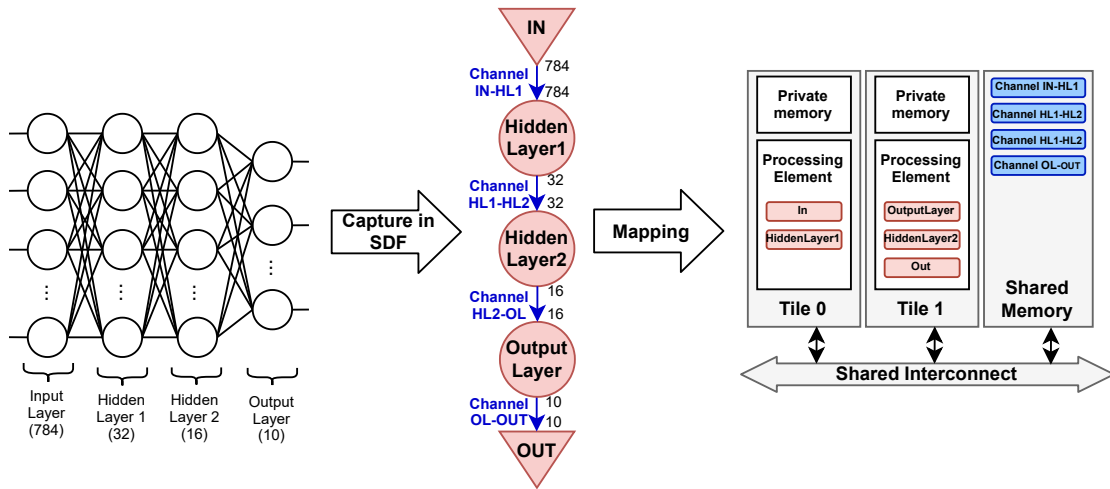 Input
Layer
(784)
Hidden
Layer 1
(32)
Hidden
Layer 2
(16)
Output
Layer
(10)
Capture in
SDF
IN
Channel
IN-HL1
784
784
Hidden
Layer1
Channel
HL1-HL2
32
32
Hidden
Layer2
Channel
HL2-OL
16
16
Output
Layer
Channel
OL-OUT
10
10
OUT
Mapping
Private
memory
Processing
Element
In
HiddenLayer1
Tile 0
Private
memory
Processing
Element
OutputLayer
HiddenLayer2
Out
Tile 1
Channel IN-HL1
Channel HL1-HL2
Channel HL1-HL2
Channel OL-OUT
Shared
Memory
Shared Interconnect